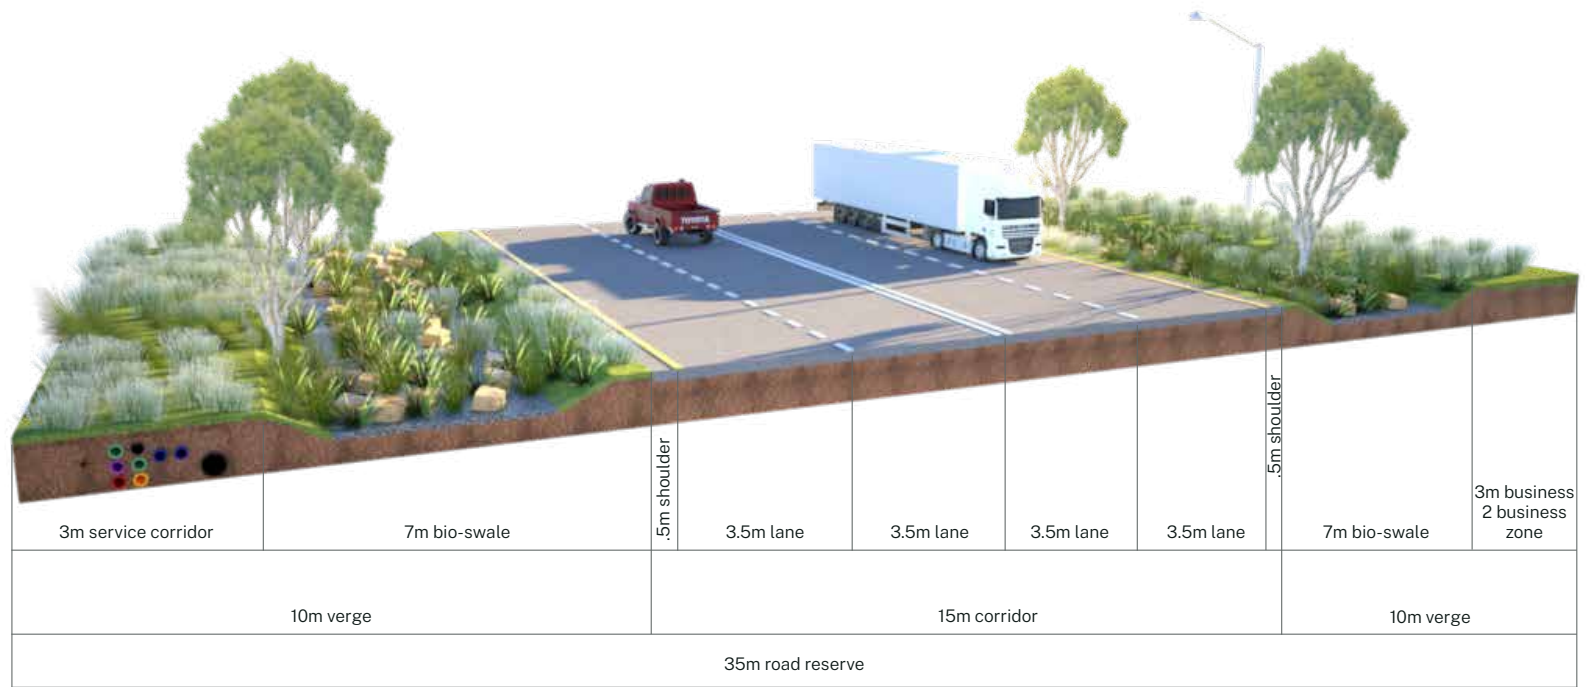 TOYOTA
.5m shoulder
.5m shoulder
3m service corridor
7m bio-swale
3.5m lane
3.5m lane
3.5m lane
3.5m lane
7m bio-swale
3m business
2 business
zone
10m verge
15m corridor
10m verge
35m road reserve